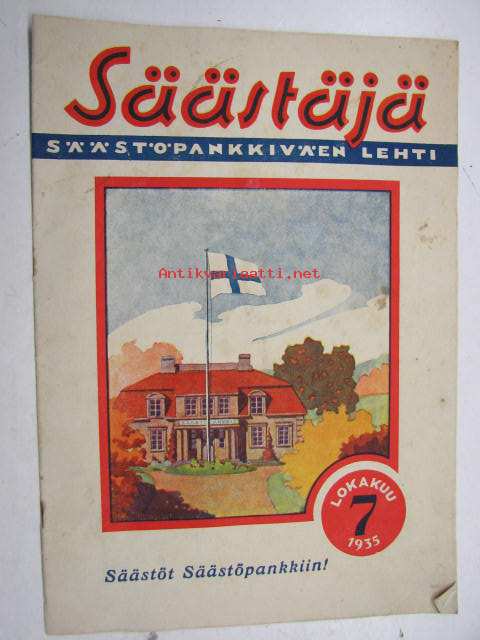 Säästäjä
SÄÄSTÖPANKKIVÄEN LEHTI
Antikvariaatti.net
LOKAKUU
7
1935
Säästöt Säästöpankkiin!